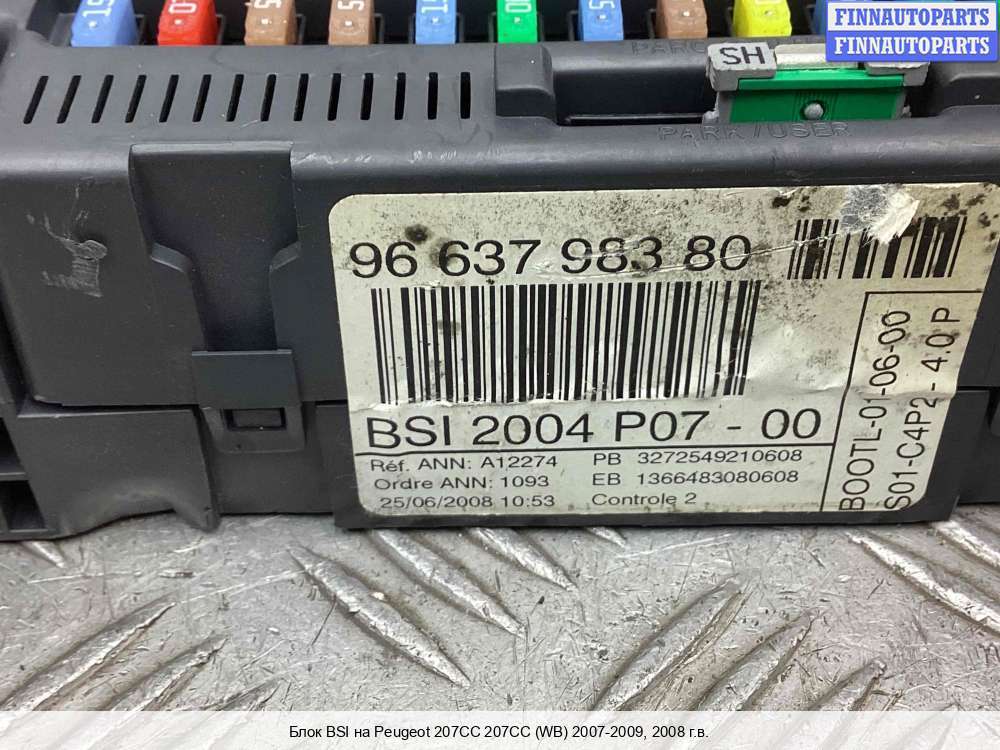 FINNAUTOPARTS
FINNAUTOPARTS
15
SH
PARK / USER
96 637 983 80
BSI 2004 P07 - 00
Réf. ANN: A12274 PB 3272549210608
Ordre ANN: 1093 EB 1366483080608
25/06/2008 10:53 Controle 2
BOOTL-01-06-00
S01-C4P2 - 4.0 P
Блок BSI на Peugeot 207CC 207CC (WB) 2007-2009, 2008 г.в.